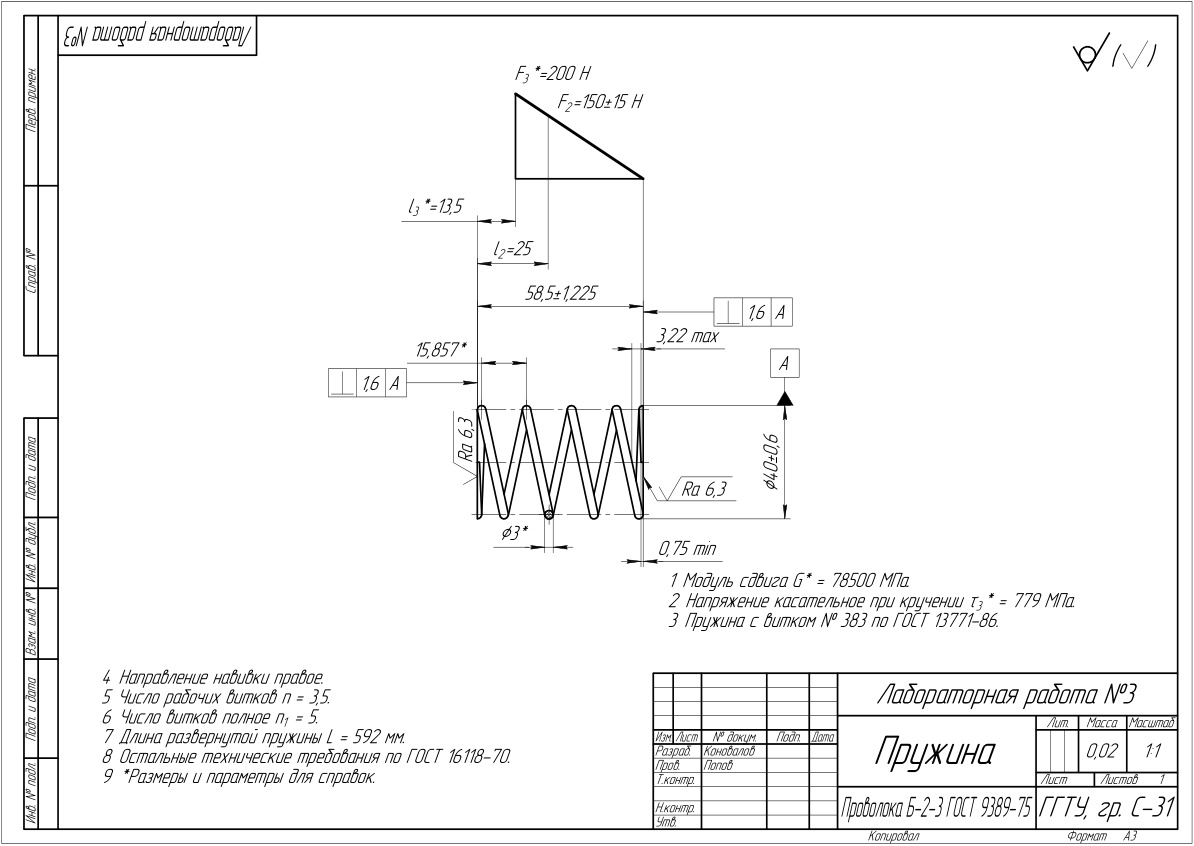 Лабораторная работа №3
Перв. примен.
Справ. №
Подп. и дата
Инв. № дубл.
Взам. инв. №
Подп. и дата
Инв. № подл.
(√)
F3 *=200 Н
F2=150±15 Н
l3 *=13,5
l2=25
58,5±1,225
⊥ 1,6 А
3,22 max
15,857*
А
⊥ 1,6 А
Ra 6,3
⌀40±0,6
Ra 6,3
⌀3*
0,75 min
1 Модуль сдвига G* = 78500 МПа.
2 Напряжение касательное при кручении τ3 * = 779 МПа.
3 Пружина с витком № 383 по ГОСТ 13771-86.
4 Направление навивки правое.
5 Число рабочих витков n = 3,5.
6 Число витков полное n1 = 5.
7 Длина развернутой пружины L = 592 мм.
8 Остальные технические требования по ГОСТ 16118-70.
9 *Размеры и параметры для справок.
Лабораторная работа №3
Лит. Масса Масштаб
Изм. Лист № докум. Подп. Дата
Разраб. Коновалов
Пров. Попов
Т.контр.
Н.контр.
Утв.
Пружина
0,02 1:1
Лист Листов 1
Проволока Б-2-3 ГОСТ 9389-75
ГГТУ, гр. С-31
Копировал Формат А3